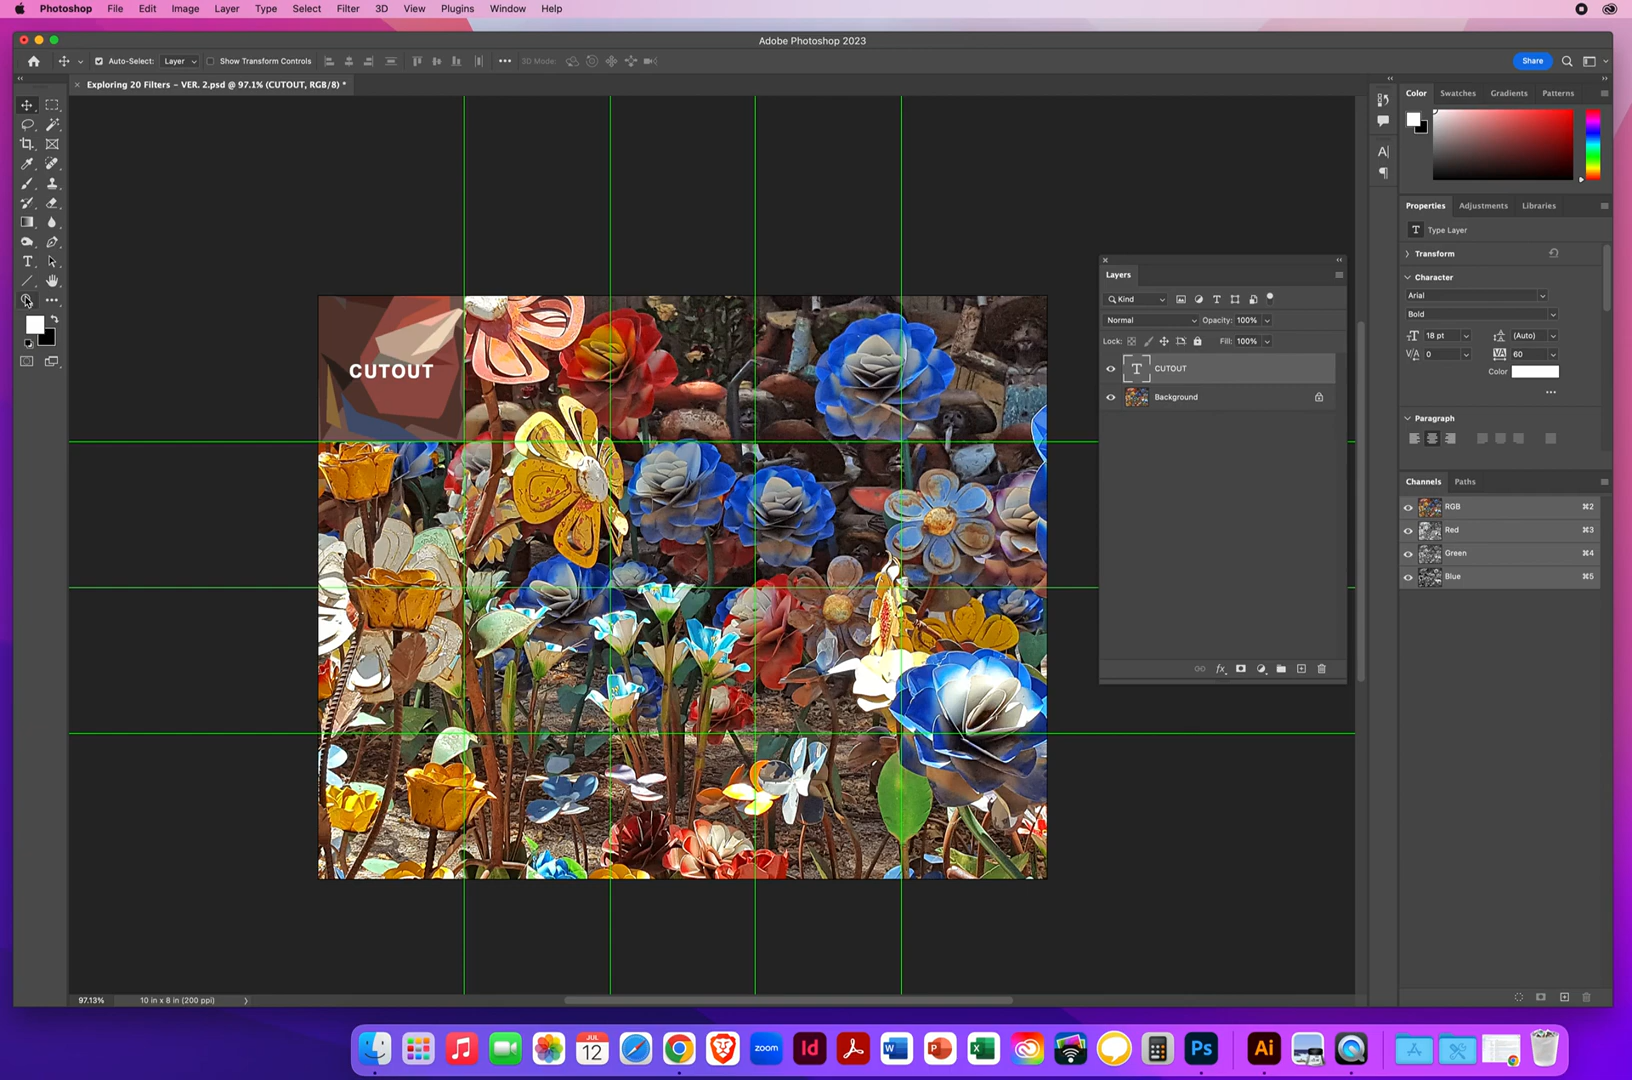 Photoshop File Edit Image Layer Type Select Filter 3D View Plugins Window Help
Adobe Photoshop 2023
Auto-Select: Layer Show Transform Controls ••• 3D Mode: Share
× Exploring 20 Filters – VER. 2.psd @ 97.1% (CUTOUT, RGB/8) *
Color Swatches Gradients Patterns
Properties Adjustments Libraries
T Type Layer
Transform
Character
Arial
Bold
18 pt (Auto)
0 60
Color
Paragraph
Channels Paths
RGB ⌘2
Red ⌘3
Green ⌘4
Blue ⌘5
Layers
Kind
Normal Opacity: 100%
Lock: Fill: 100%
T CUTOUT
Background
fx
CUTOUT
97.13% 10 in x 8 in (200 ppi)
JUL
12
zoom
Id
W
P
X
Ps
Ai